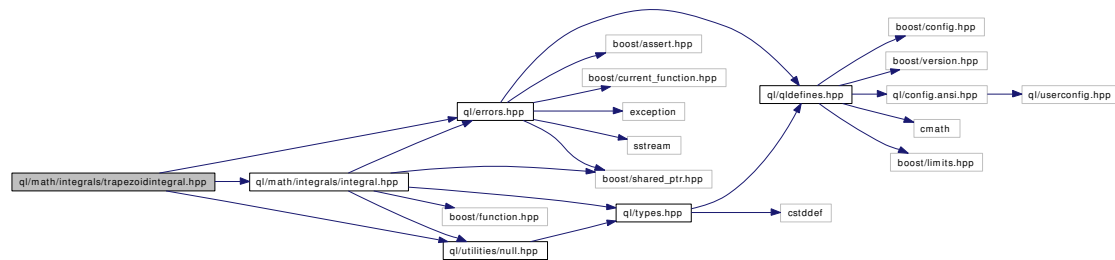 boost/config.hpp
boost/assert.hpp
boost/version.hpp
boost/current_function.hpp
ql/qldefines.hpp
ql/config.ansi.hpp
ql/userconfig.hpp
ql/errors.hpp
exception
cmath
sstream
boost/limits.hpp
ql/math/integrals/trapezoidintegral.hpp
ql/math/integrals/integral.hpp
boost/shared_ptr.hpp
boost/function.hpp
ql/types.hpp
cstddef
ql/utilities/null.hpp